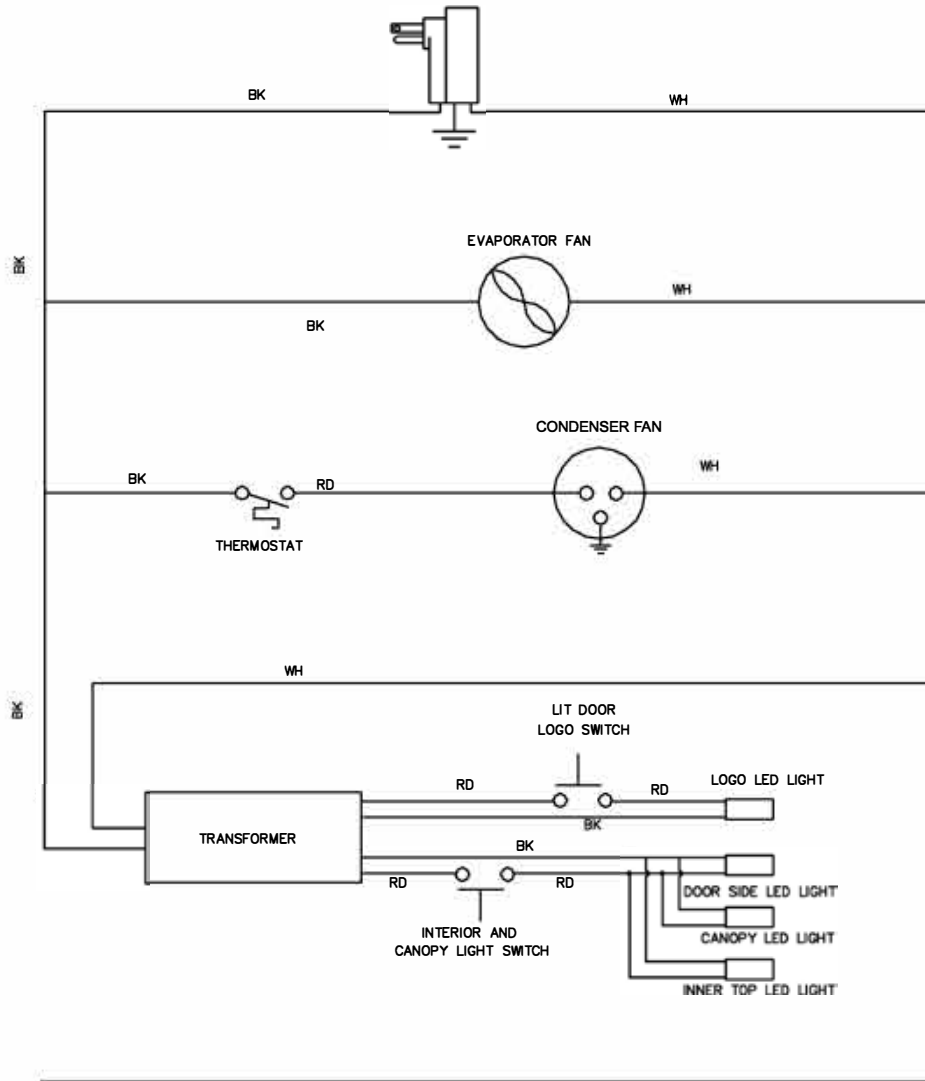 BK
WH
EVAPORATOR FAN
BK
WH
BK
CONDENSER FAN
WH
BK
RD
THERMOSTAT
WH
BK
LIT DOOR
LOGO SWITCH
RD
RD
LOGO LED LIGHT
BK
TRANSFORMER
BK
RD
RD
DOOR SIDE LED LIGHT
INTERIOR AND
CANOPY LIGHT SWITCH
CANOPY LED LIGHT
INNER TOP LED LIGHT